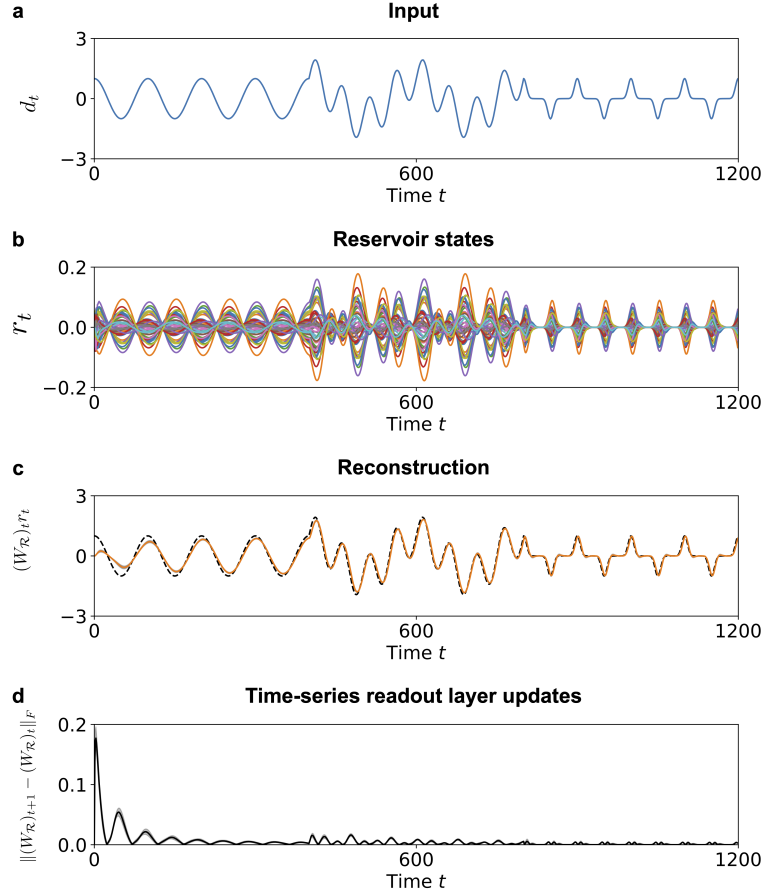 a
Input
3
0
−3
d_t
0
600
1200
Time t
b
Reservoir states
0.2
0.0
−0.2
r_t
0
600
1200
Time t
c
Reconstruction
3
0
−3
(W_ℛ)_t r_t
0
600
1200
Time t
d
Time-series readout layer updates
0.2
0.1
0.0
||(W_ℛ)_{t+1} − (W_ℛ)_t||_F
0
600
1200
Time t